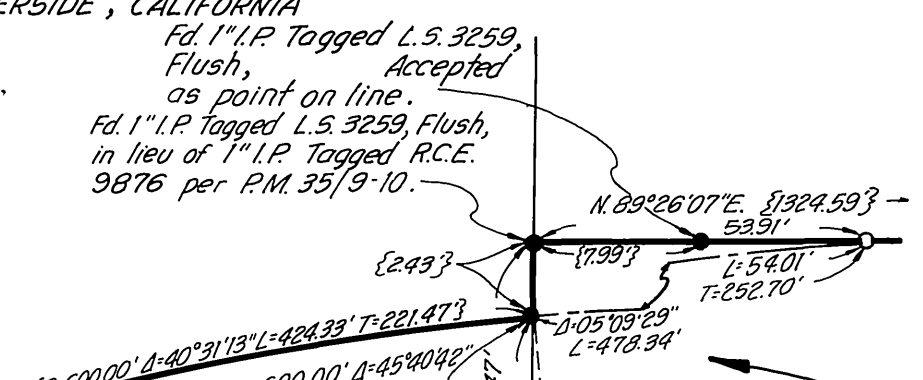 ERSIDE, CALIFORNIA
Fd. 1" I.P. Tagged L.S. 3259,
Flush, Accepted
as point on line.
Fd. 1" I.P. Tagged L.S. 3259, Flush,
in lieu of 1" I.P. Tagged R.C.E.
9876 per P.M. 35/9-10.
N. 89°26'07"E. {1324.59'}
53.91'
{2.43'}
{7.99'}
L=54.01'
T=252.70'
Δ=05°09'29"
L=478.34'
600.00' Δ=40°31'13" L=424.33' T=221.47'}
00.00' Δ=45°40'42"